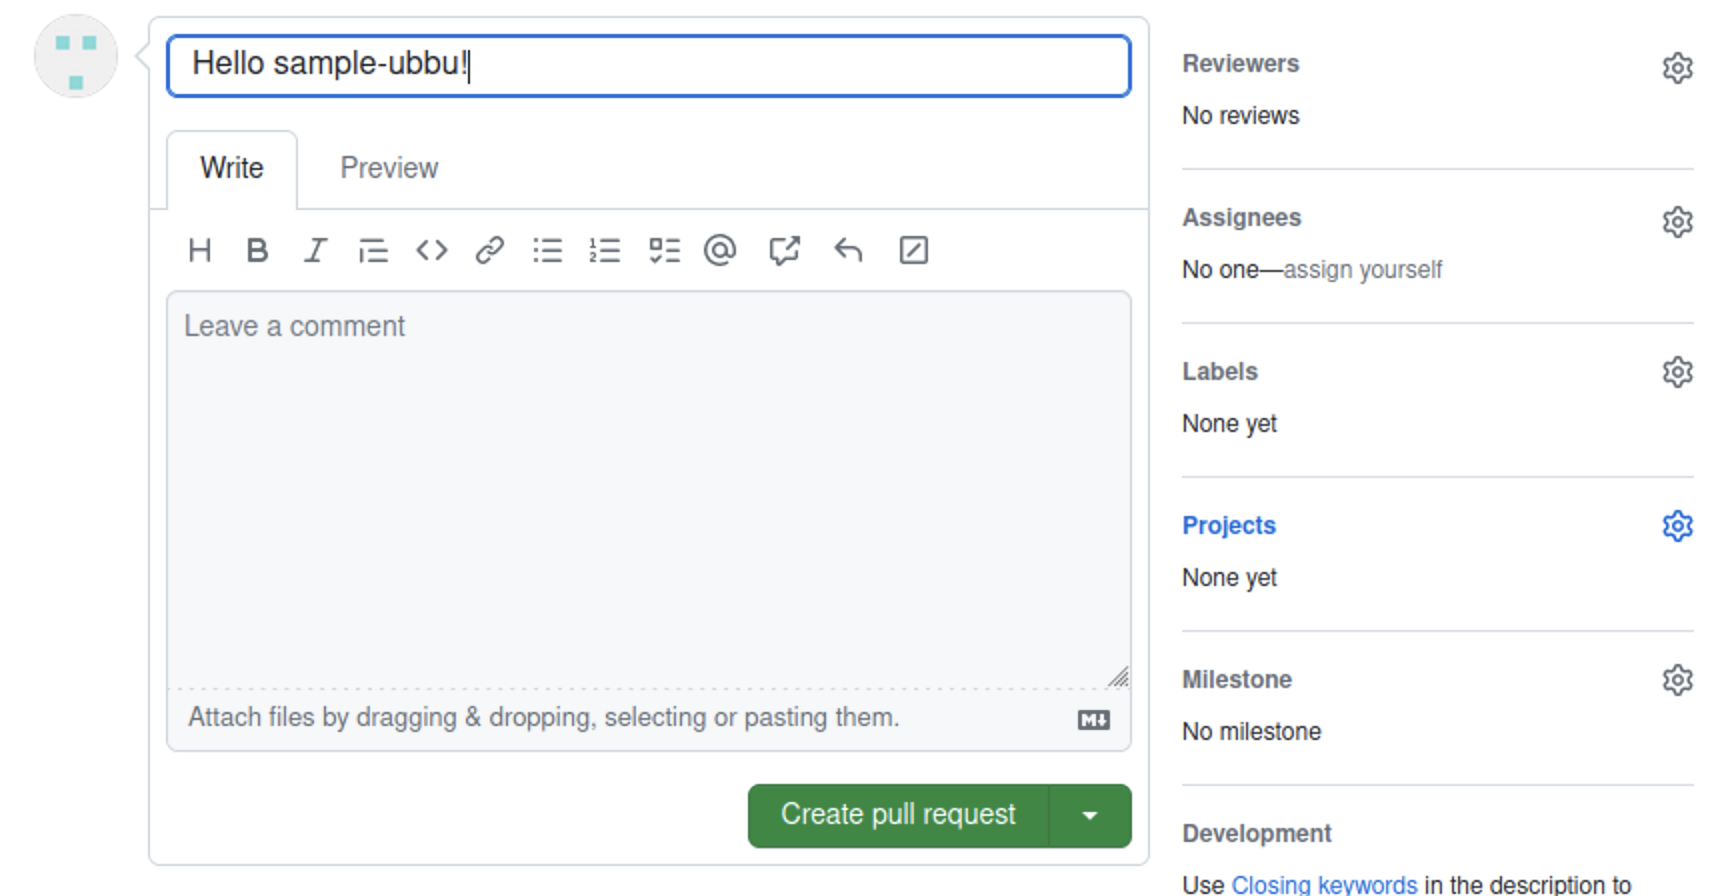 Hello sample-ubbu!
Write Preview
H B I <> @
Leave a comment
Attach files by dragging & dropping, selecting or pasting them.
M
Create pull request
Reviewers
No reviews
Assignees
No one—assign yourself
Labels
None yet
Projects
None yet
Milestone
No milestone
Development
Use Closing keywords in the description to